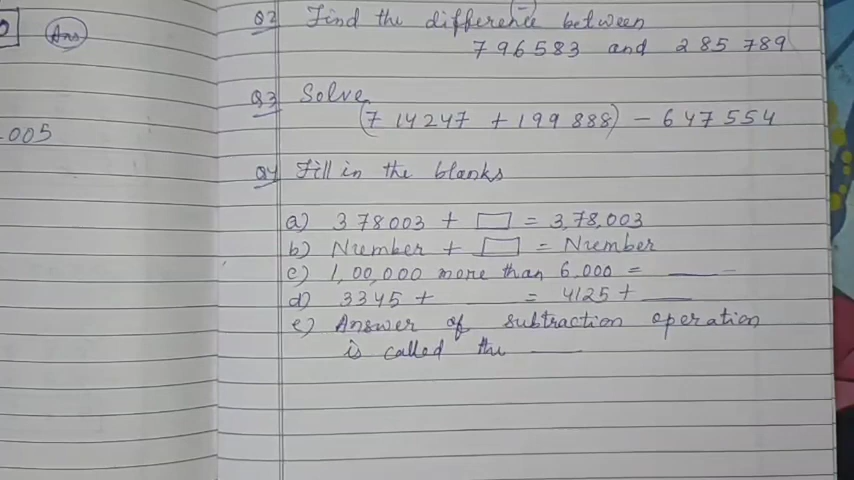 Ans
005
Q2 Find the difference between
(-)
796583 and 285789
Q3 Solve
(714247 + 199888) - 647554
Q4 Fill in the blanks
a) 378003 + □ = 3,78,003
b) Number + □ = Number
c) 1,00,000 more than 6,000 = ____
d) 3345 + ____ = 4125 + ____
e) Answer of subtraction operation
is called the ____